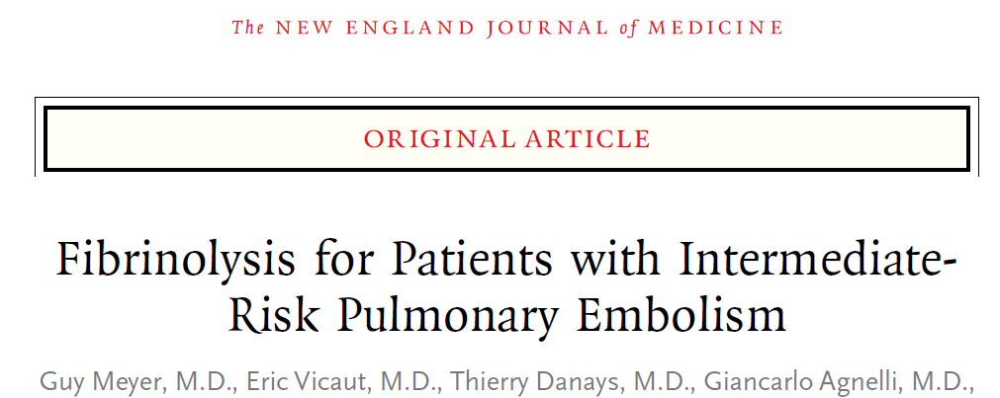 The NEW ENGLAND JOURNAL of MEDICINE
ORIGINAL ARTICLE
Fibrinolysis for Patients with Intermediate-
Risk Pulmonary Embolism
Guy Meyer, M.D., Eric Vicaut, M.D., Thierry Danays, M.D., Giancarlo Agnelli, M.D.,